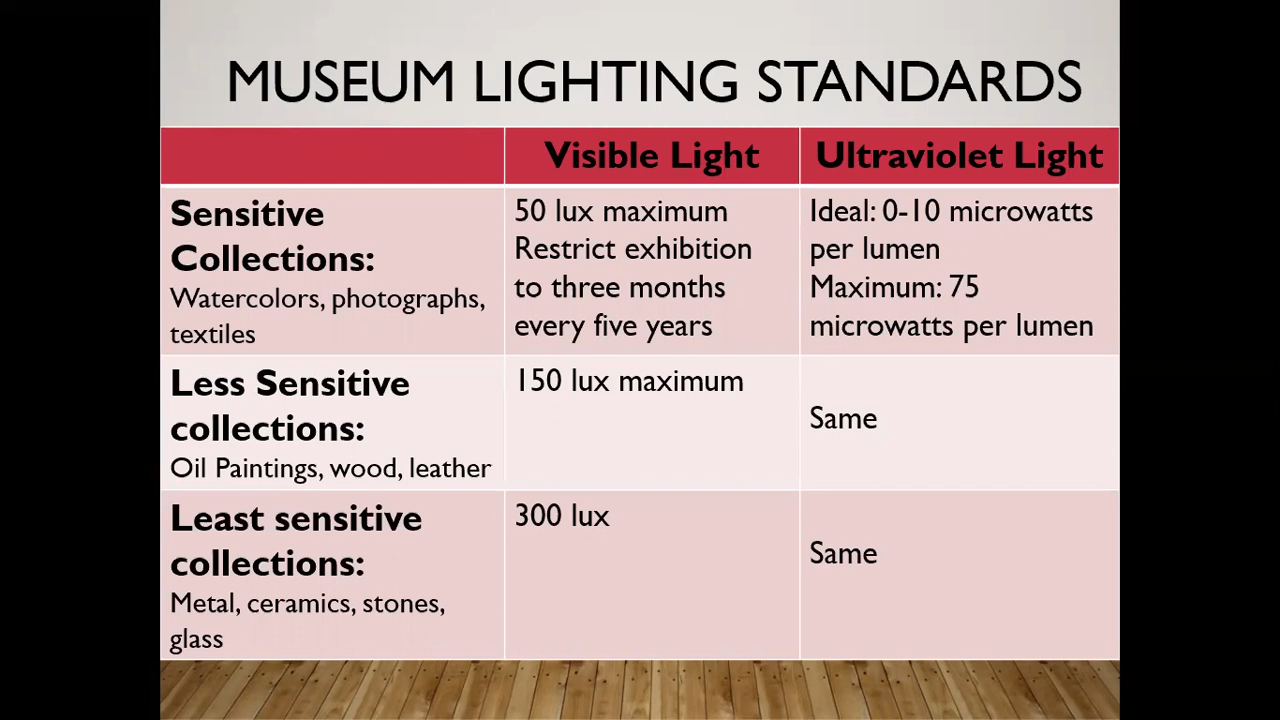 MUSEUM LIGHTING STANDARDS
Visible Light
Ultraviolet Light
Sensitive
Collections:
Watercolors, photographs,
textiles
50 lux maximum
Restrict exhibition
to three months
every five years
Ideal: 0-10 microwatts
per lumen
Maximum: 75
microwatts per lumen
Less Sensitive
collections:
Oil Paintings, wood, leather
150 lux maximum
Same
Least sensitive
collections:
Metal, ceramics, stones,
glass
300 lux
Same